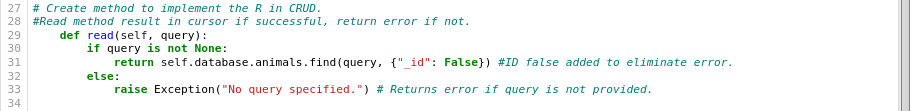 27 # Create method to implement the R in CRUD.
28 #Read method result in cursor if successful, return error if not.
29     def read(self, query):
30         if query is not None:
31             return self.database.animals.find(query, {"_id": False}) #ID false added to eliminate error.
32         else:
33             raise Exception("No query specified.") # Returns error if query is not provided.
34